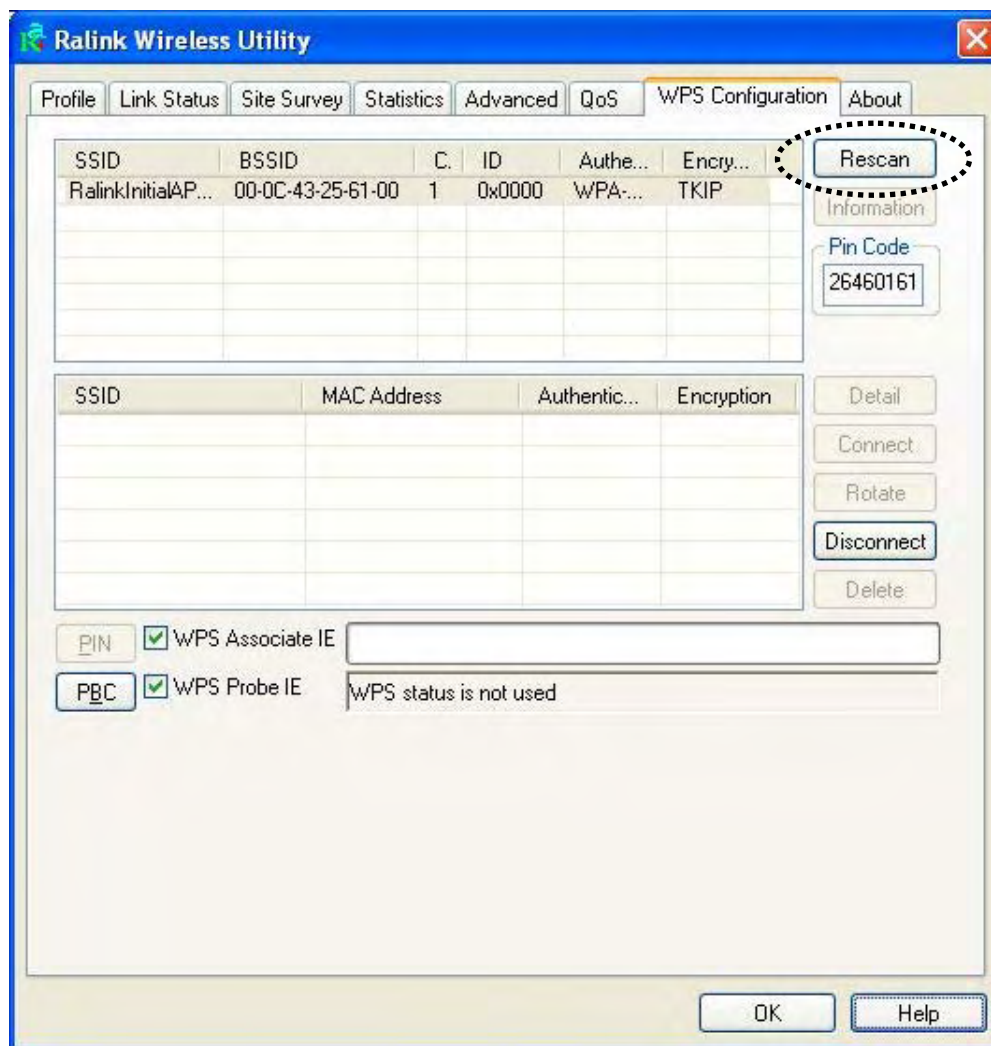 Ralink Wireless Utility
Profile Link Status Site Survey Statistics Advanced QoS WPS Configuration About
SSID BSSID C. ID Authe... Encry...
RalinkInitialAP... 00-0C-43-25-61-00 1 0x0000 WPA-... TKIP
Rescan
Information
Pin Code
26460161
SSID MAC Address Authentic... Encryption
Detail
Connect
Rotate
Disconnect
Delete
PIN WPS Associate IE
PBC WPS Probe IE WPS status is not used
OK Help